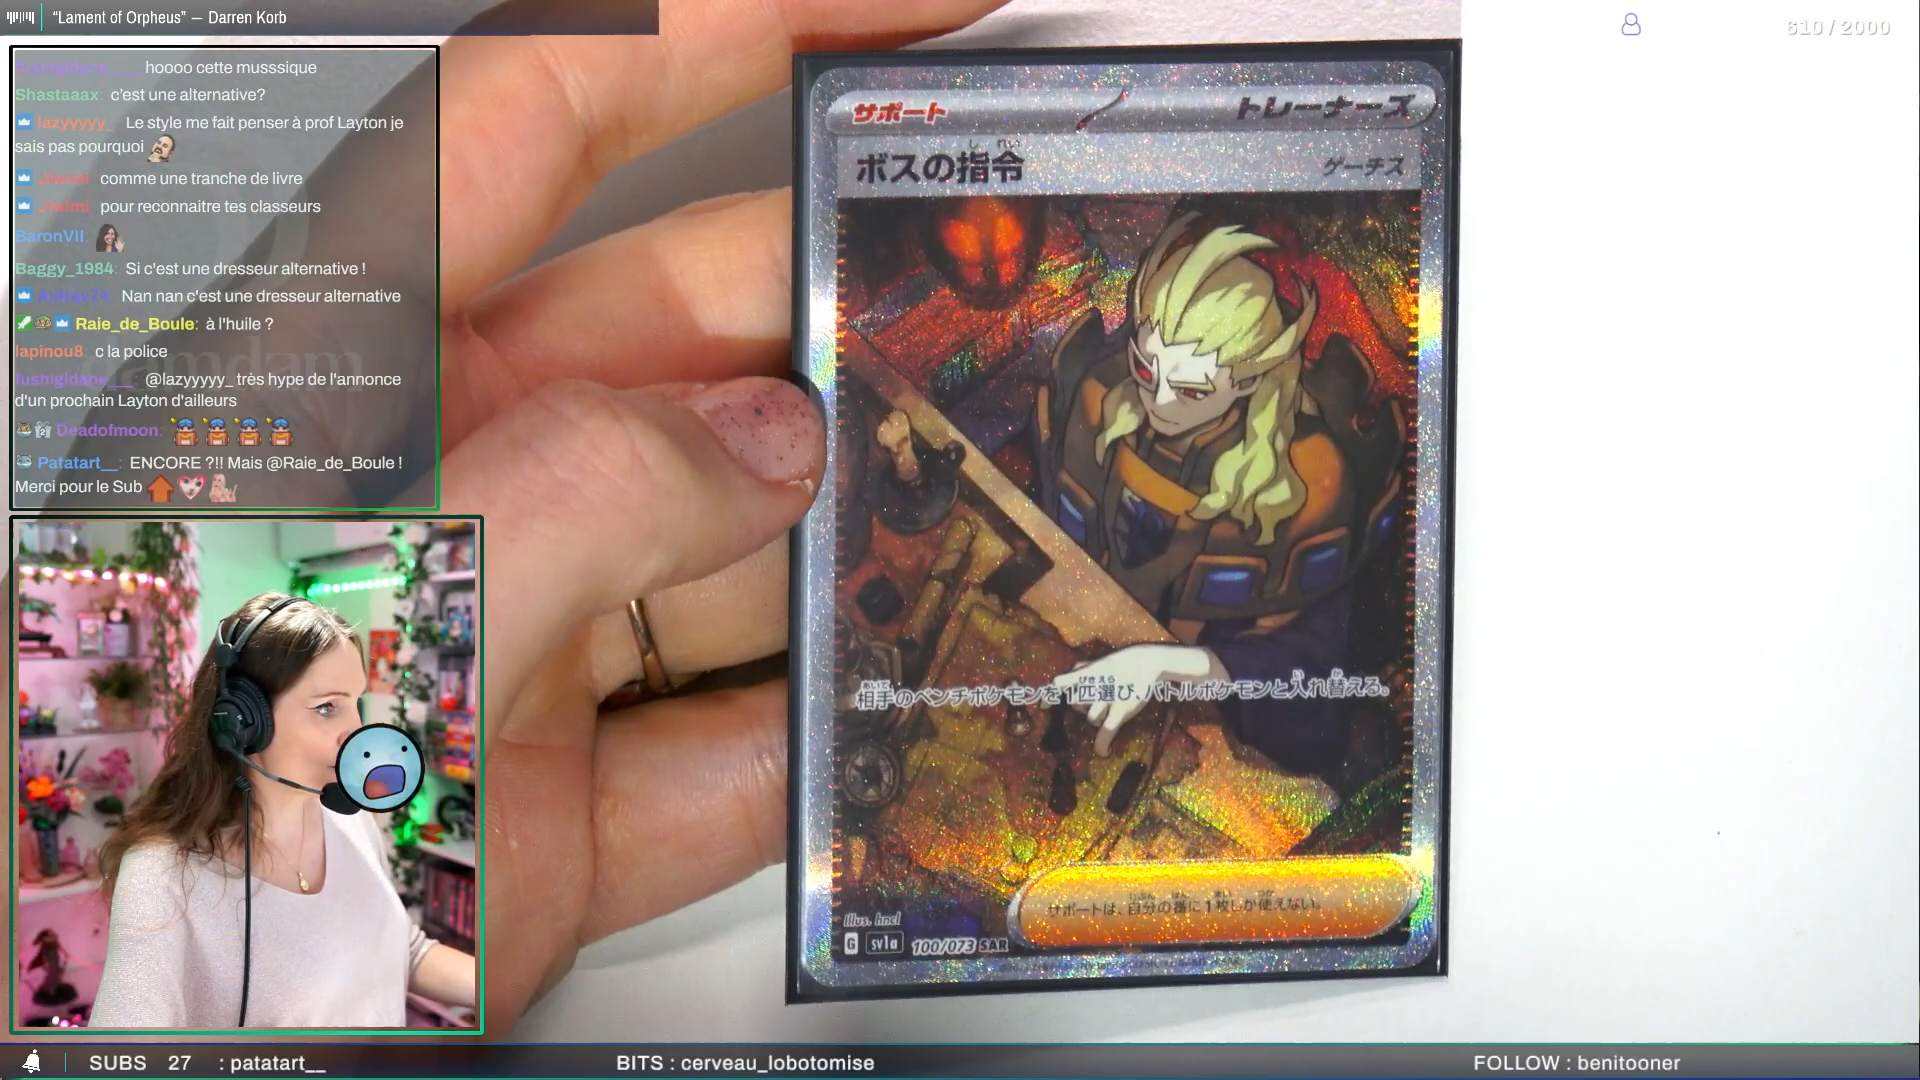 “Lament of Orpheus” — Darren Korb
610 / 2000
fushigidane___: hoooo cette musssique
Shastaaax: c'est une alternative?
lazyyyyy_ Le style me fait penser à prof Layton je
sais pas pourquoi
comme une tranche de livre
pour reconnaitre tes classeurs
BaronVII:
Baggy_1984: Si c'est une dresseur alternative !
Nan nan c'est une dresseur alternative
Raie_de_Boule: à l'huile ?
lapinou8: c la police
fushigidane___: @lazyyyyy_ très hype de l'annonce
d'un prochain Layton d'ailleurs
Deadofmoon:
Patatart__: ENCORE ?!! Mais @Raie_de_Boule !
Merci pour le Sub
サポート
トレーナーズ
ボスの指令
ゲーチス
相手のベンチポケモンを1匹選び、バトルポケモンと入れ替える。
サポートは、自分の番に1枚しか使えない。
Illus. hncl
G sv1a 100/073 SAR
SUBS 27 : patatart__
BITS : cerveau_lobotomise
FOLLOW : benitooner